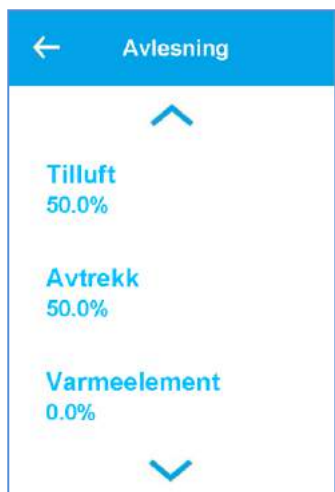 Avlesning
Tilluft
50.0%
Avtrekk
50.0%
Varmeelement
0.0%